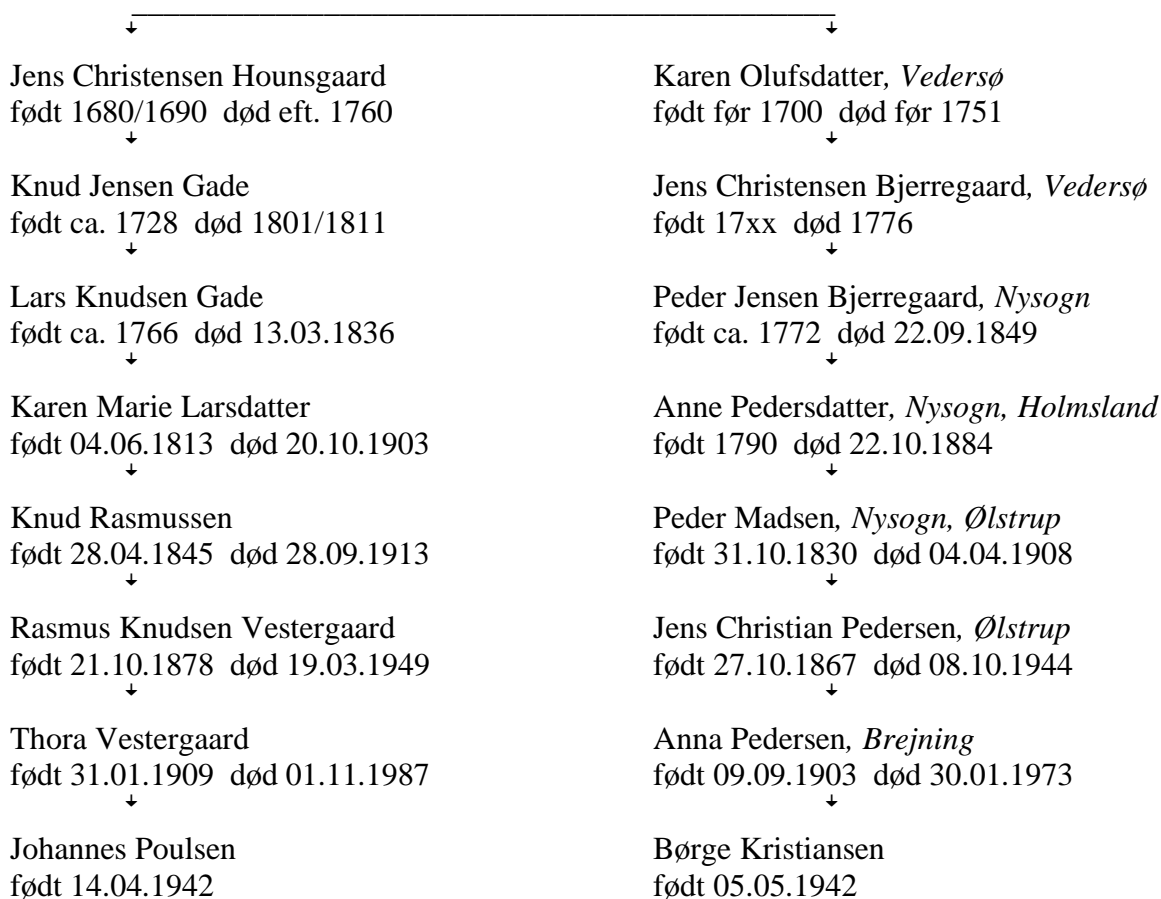 Jens Christensen Hounsgaard
født 1680/1690 død eft. 1760
Knud Jensen Gade
født ca. 1728 død 1801/1811
Lars Knudsen Gade
født ca. 1766 død 13.03.1836
Karen Marie Larsdatter
født 04.06.1813 død 20.10.1903
Knud Rasmussen
født 28.04.1845 død 28.09.1913
Rasmus Knudsen Vestergaard
født 21.10.1878 død 19.03.1949
Thora Vestergaard
født 31.01.1909 død 01.11.1987
Johannes Poulsen
født 14.04.1942
Karen Olufsdatter, Vedersø
født før 1700 død før 1751
Jens Christensen Bjerregaard, Vedersø
født 17xx død 1776
Peder Jensen Bjerregaard, Nysogn
født ca. 1772 død 22.09.1849
Anne Pedersdatter, Nysogn, Holmsland
født 1790 død 22.10.1884
Peder Madsen, Nysogn, Ølstrup
født 31.10.1830 død 04.04.1908
Jens Christian Pedersen, Ølstrup
født 27.10.1867 død 08.10.1944
Anna Pedersen, Brejning
født 09.09.1903 død 30.01.1973
Børge Kristiansen
født 05.05.1942